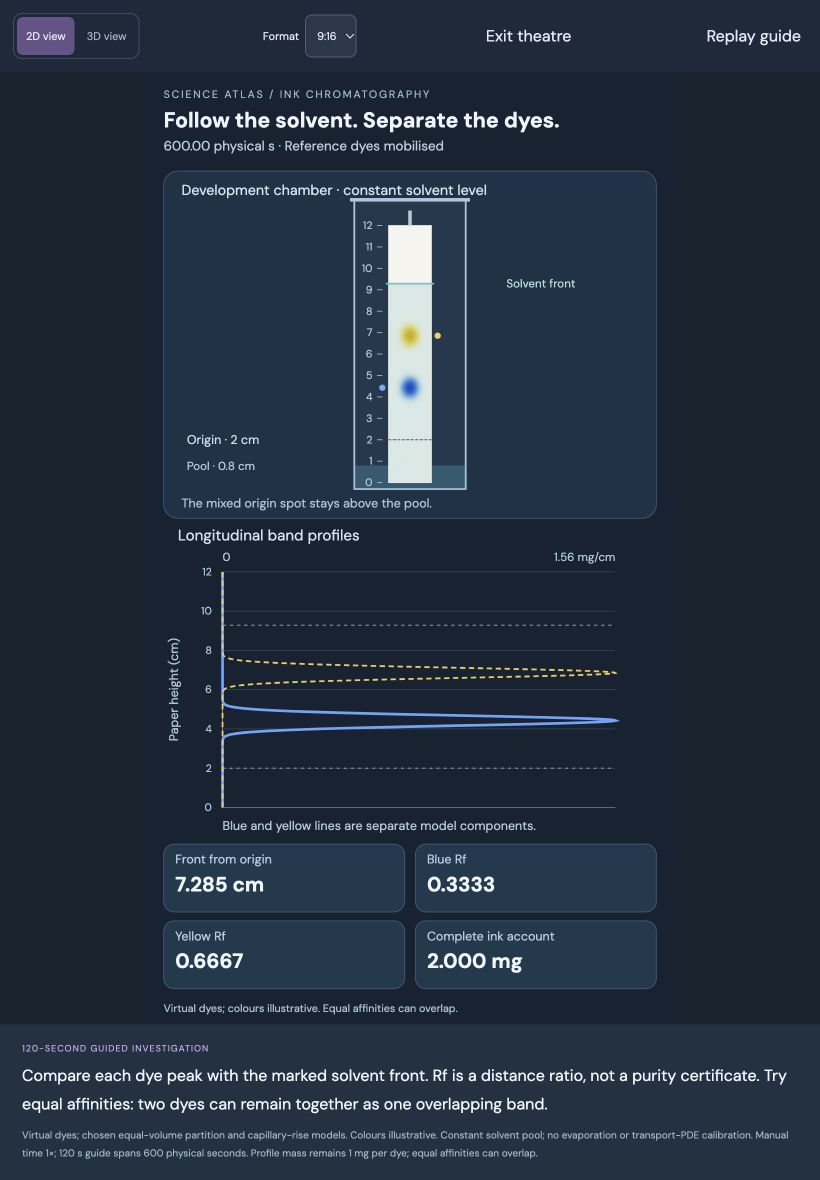 2D view
3D view
Format
9:16
Exit theatre
Replay guide
SCIENCE ATLAS / INK CHROMATOGRAPHY
Follow the solvent. Separate the dyes.
600.00 physical s · Reference dyes mobilised
Development chamber · constant solvent level
12
11
10
9
8
7
6
5
4
3
2
1
0
Solvent front
Origin · 2 cm
Pool · 0.8 cm
The mixed origin spot stays above the pool.
Longitudinal band profiles
0
1.56 mg/cm
12
10
8
6
4
2
0
Paper height (cm)
Blue and yellow lines are separate model components.
Front from origin
7.285 cm
Blue Rf
0.3333
Yellow Rf
0.6667
Complete ink account
2.000 mg
Virtual dyes; colours illustrative. Equal affinities can overlap.
120-SECOND GUIDED INVESTIGATION
Compare each dye peak with the marked solvent front. Rf is a distance ratio, not a purity certificate. Try
equal affinities: two dyes can remain together as one overlapping band.
Virtual dyes; chosen equal-volume partition and capillary-rise models. Colours illustrative. Constant solvent pool; no evaporation or transport-PDE calibration. Manual
time 1×; 120 s guide spans 600 physical seconds. Profile mass remains 1 mg per dye; equal affinities can overlap.